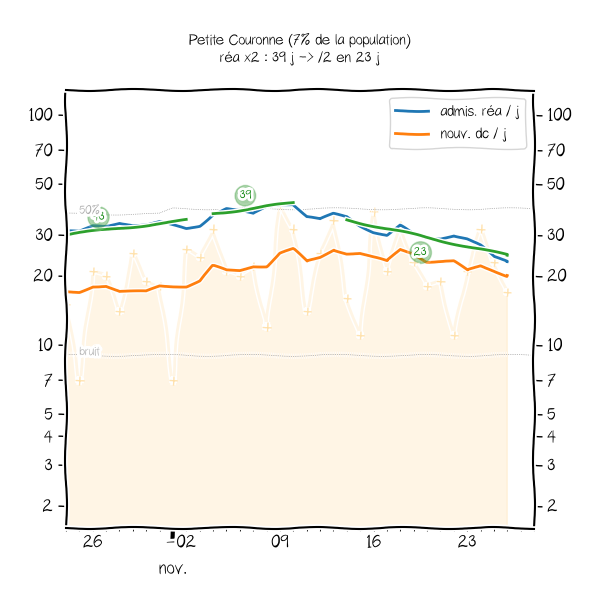 Petite Couronne (7% de la population)
réa x2 : 39 j -> /2 en 23 j
admis. réa / j
nouv. dc / j
100 100
70 70
50 50
50%
39
30 30
23
20 20
10 10
bruit
7 7
5 5
4 4
3 3
2 2
26 02 09 16 23
nov.